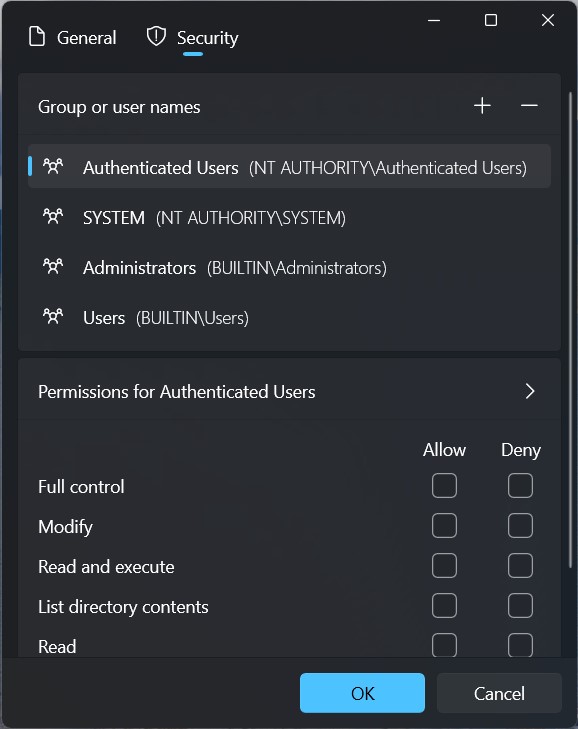 General Security
Group or user names
Authenticated Users (NT AUTHORITY\Authenticated Users)
SYSTEM (NT AUTHORITY\SYSTEM)
Administrators (BUILTIN\Administrators)
Users (BUILTIN\Users)
Permissions for Authenticated Users
Allow Deny
Full control
Modify
Read and execute
List directory contents
Read
OK Cancel